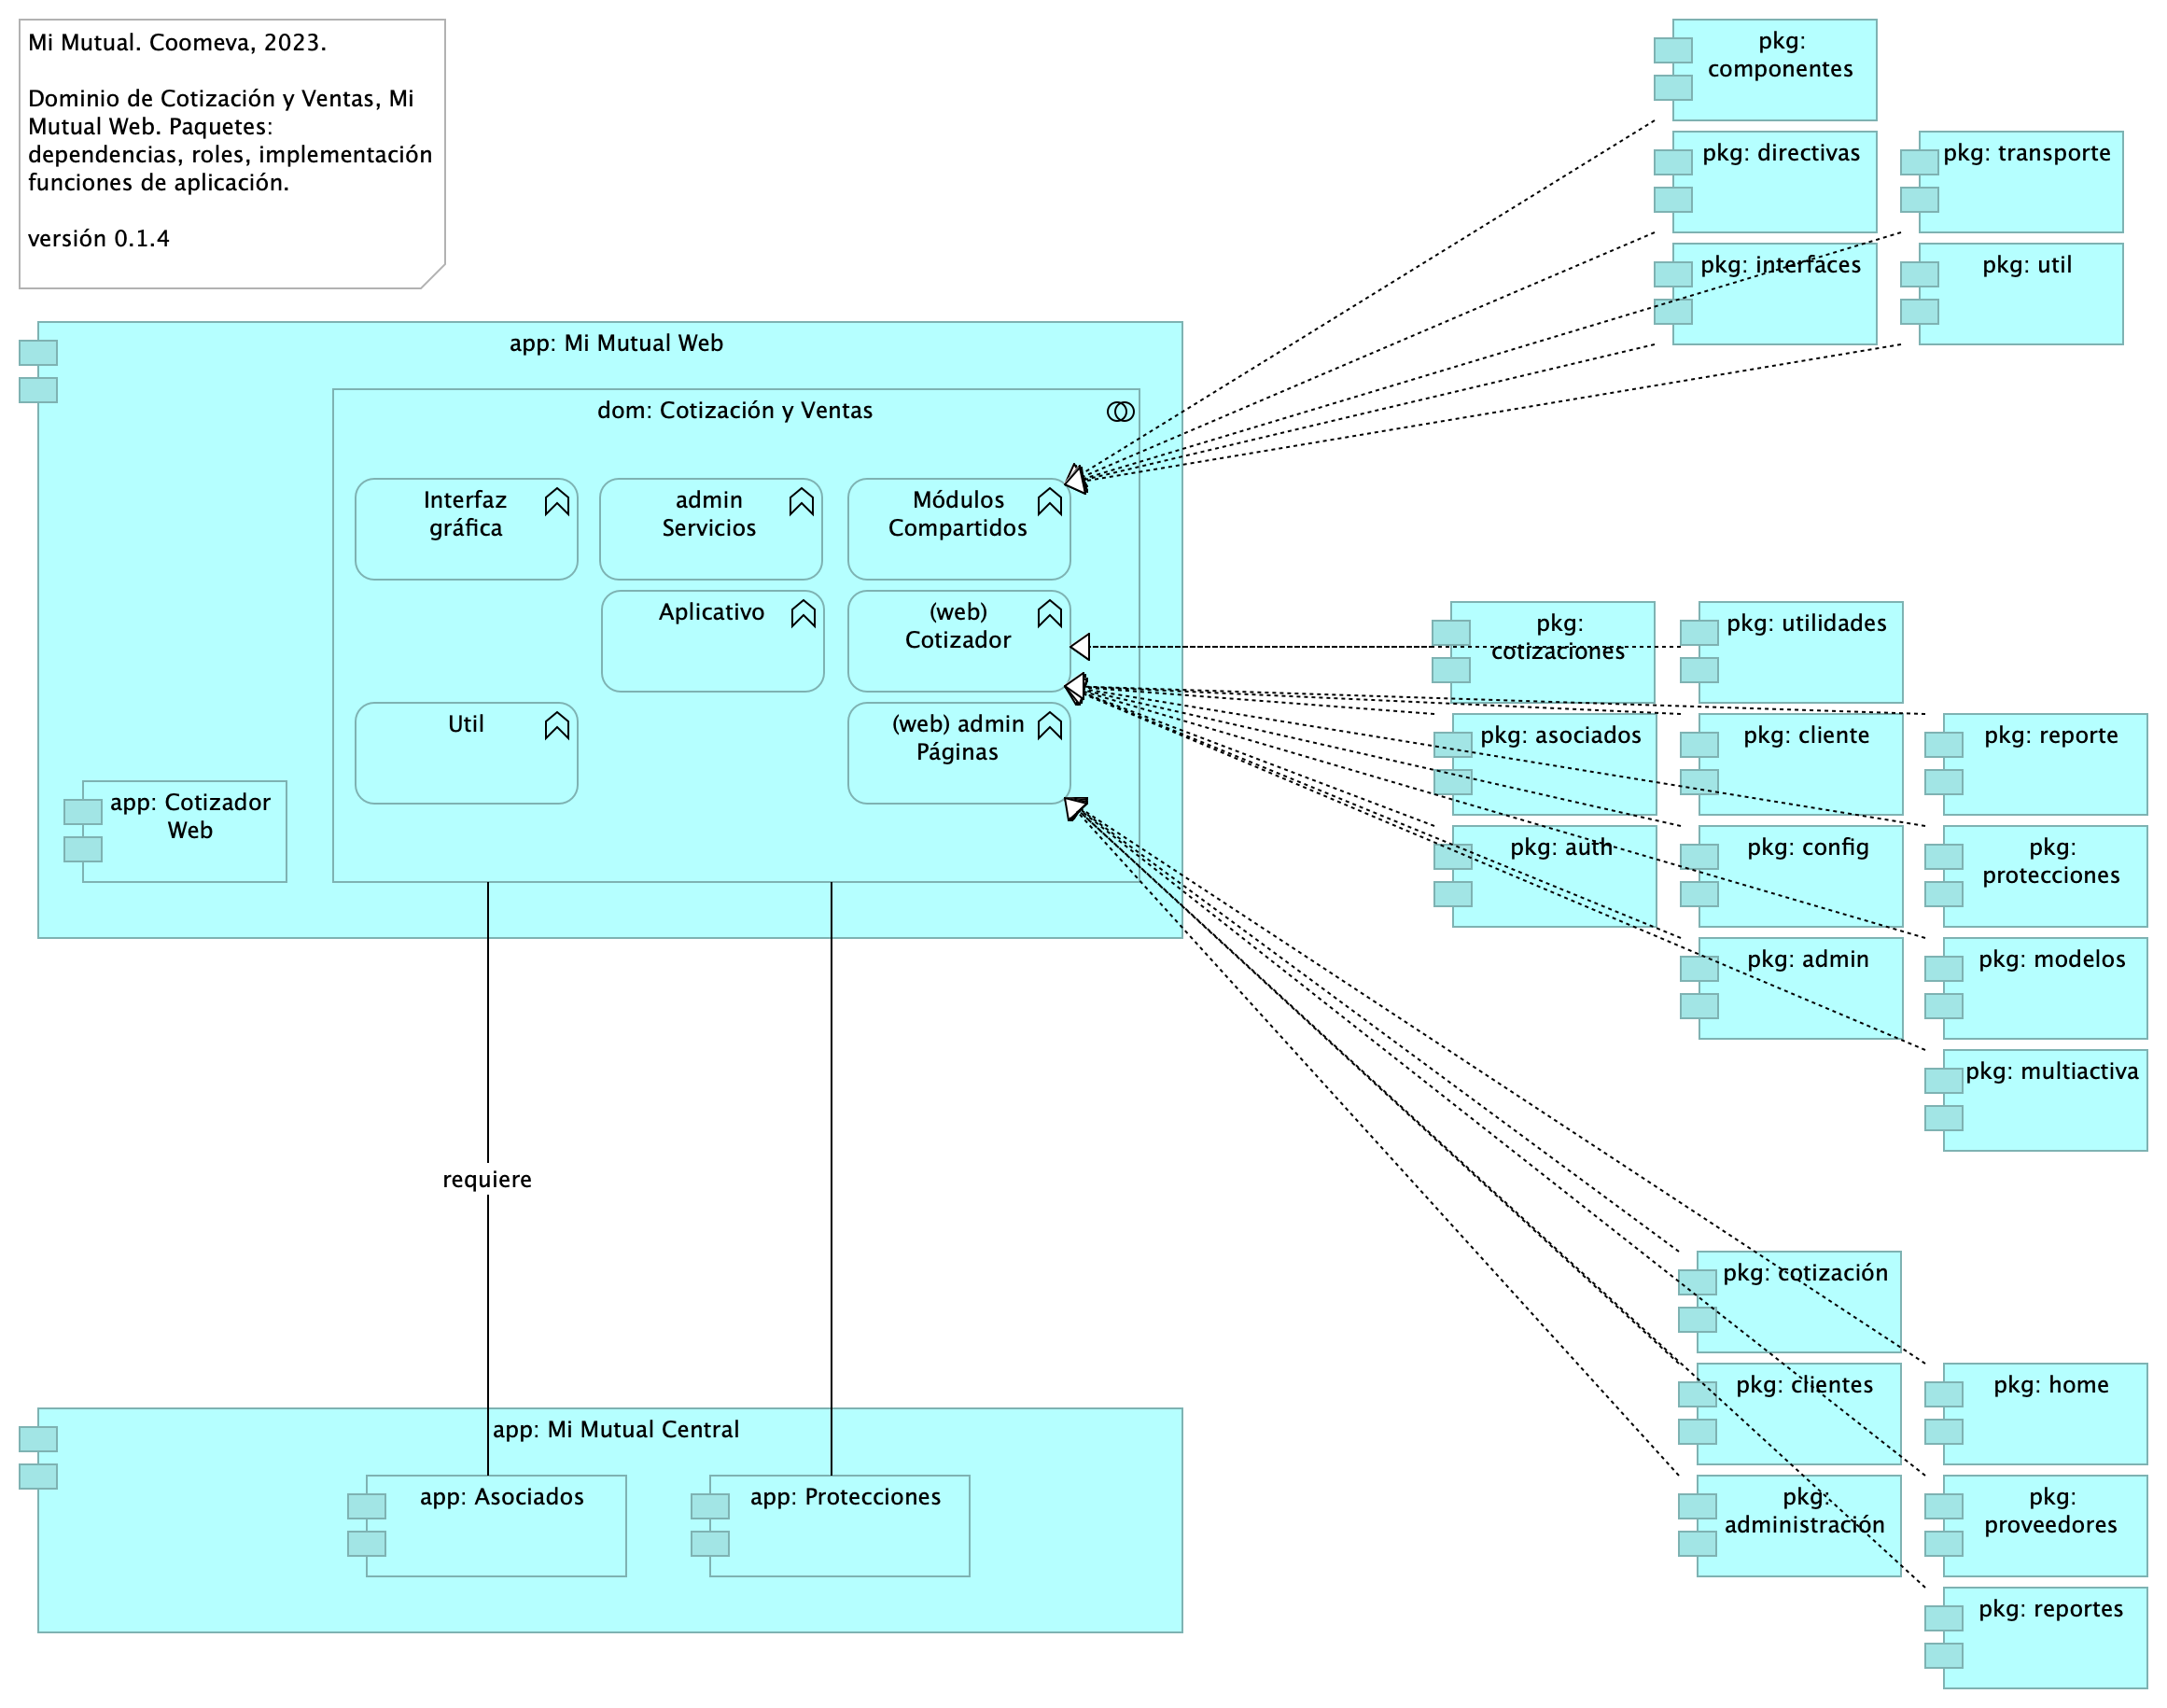 Mi Mutual. Coomeva, 2023.
Dominio de Cotización y Ventas, Mi
Mutual Web. Paquetes:
dependencias, roles, implementación
funciones de aplicación.
versión 0.1.4
pkg:
componentes
pkg: directivas
pkg: transporte
pkg: interfaces
pkg: util
app: Mi Mutual Web
dom: Cotización y Ventas
Interfaz
gráfica
admin
Servicios
Módulos
Compartidos
Aplicativo
(web)
Cotizador
Util
(web) admin
Páginas
app: Cotizador
Web
pkg:
cotizaciones
pkg: utilidades
pkg: asociados
pkg: cliente
pkg: reporte
pkg: auth
pkg: config
pkg:
protecciones
pkg: admin
pkg: modelos
pkg: multiactiva
requiere
pkg: cotización
pkg: clientes
pkg: home
pkg:
administración
pkg:
proveedores
pkg: reportes
app: Mi Mutual Central
app: Asociados
app: Protecciones